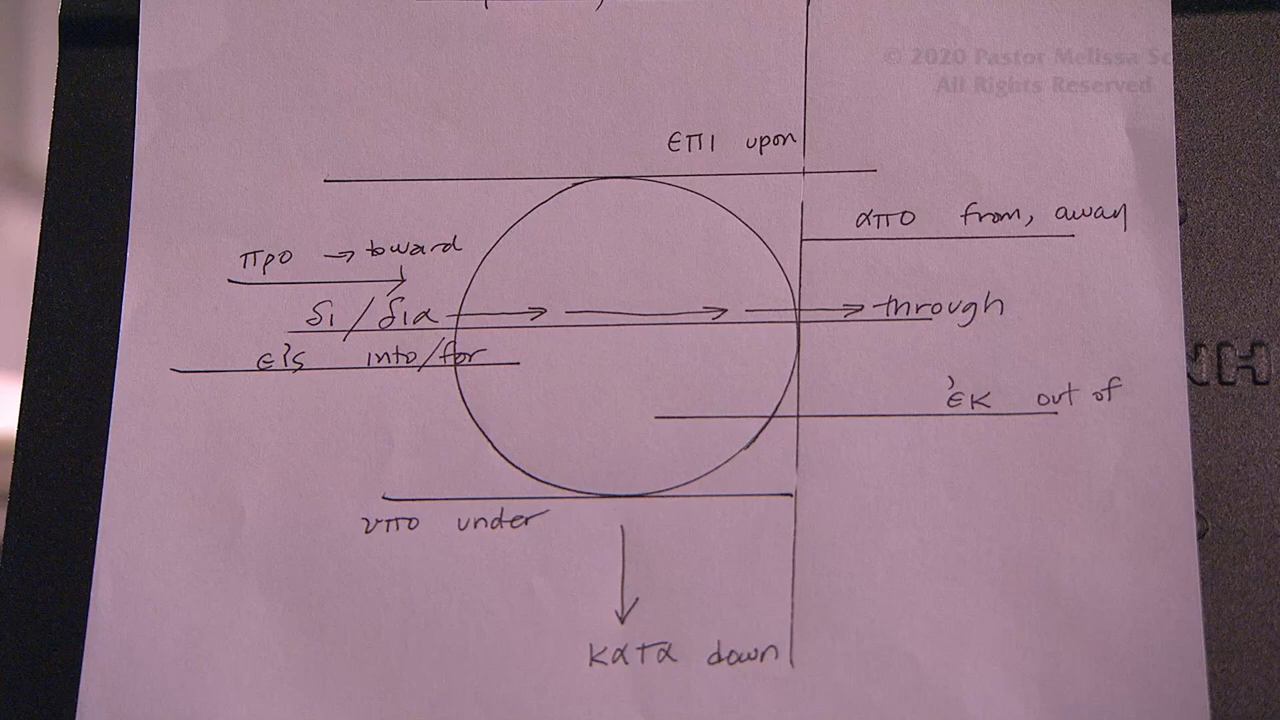 © 2020 Pastor Melissa
All Rights Reserved
επι upon
απο from, away
προ → toward
δι / δια → → → through
εἰς into/for
ἐκ out of
υπο under
κατα down